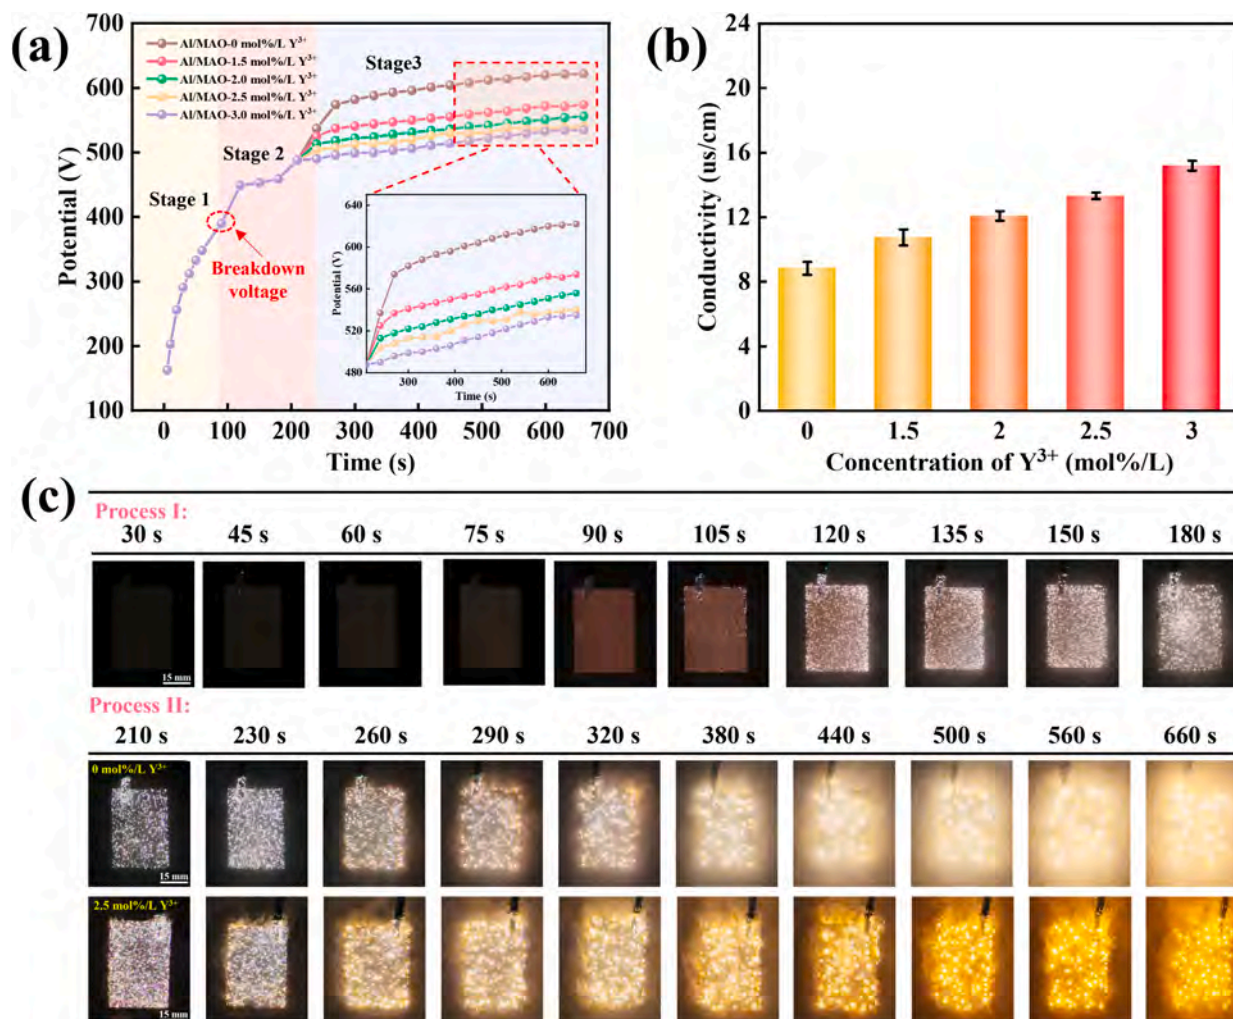 (a)
700
600
500
400
300
200
100
Potential (V)
Al/MAO-0 mol%/L Y³⁺
Al/MAO-1.5 mol%/L Y³⁺
Al/MAO-2.0 mol%/L Y³⁺
Al/MAO-2.5 mol%/L Y³⁺
Al/MAO-3.0 mol%/L Y³⁺
Stage 1
Stage 2
Stage3
Breakdown
voltage
640
600
560
520
480
Potential (V)
300 400 500 600
Time (s)
0 100 200 300 400 500 600 700
Time (s)
(b)
24
20
16
12
8
4
0
Conductivity (us/cm)
0 1.5 2 2.5 3
Concentration of Y³⁺ (mol%/L)
(c)
Process I:
30 s 45 s 60 s 75 s 90 s 105 s 120 s 135 s 150 s 180 s
15 mm
Process II:
210 s 230 s 260 s 290 s 320 s 380 s 440 s 500 s 560 s 660 s
0 mol%/L Y³⁺
15 mm
2.5 mol%/L Y³⁺
15 mm